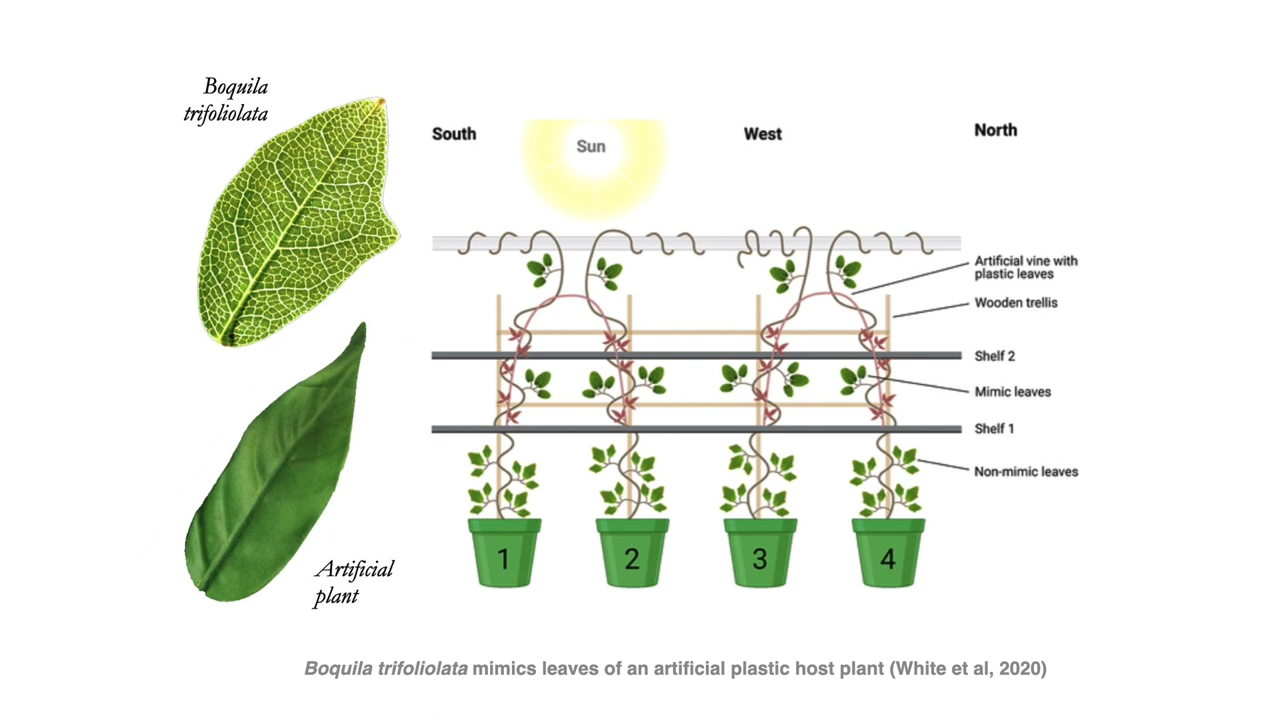 Boquila
trifoliolata
South
Sun
West
North
Artificial vine with
plastic leaves
Wooden trellis
Shelf 2
Mimic leaves
Shelf 1
Non-mimic leaves
1
2
3
4
Artificial
plant
Boquila trifoliolata mimics leaves of an artificial plastic host plant (White et al, 2020)